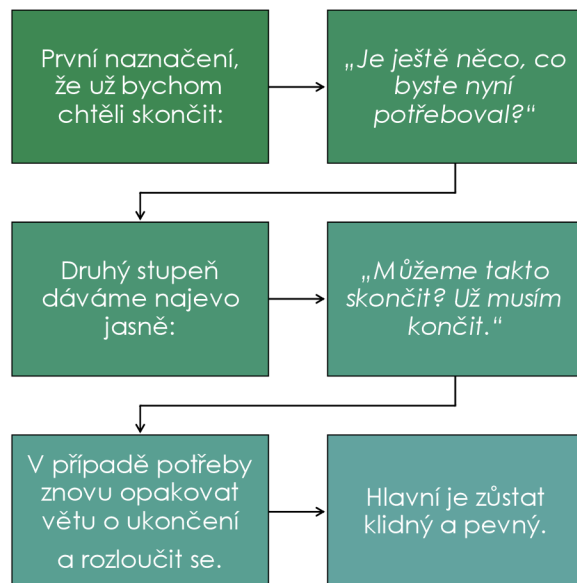 První naznačení,
že už bychom
chtěli skončit:
„Je ještě něco, co
byste nyní
potřeboval?“
Druhý stupeň
dáváme najevo
jasně:
„Můžeme takto
skončit? Už musím
končit.“
V případě potřeby
znovu opakovat
větu o ukončení
a rozloučit se.
Hlavní je zůstat
klidný a pevný.